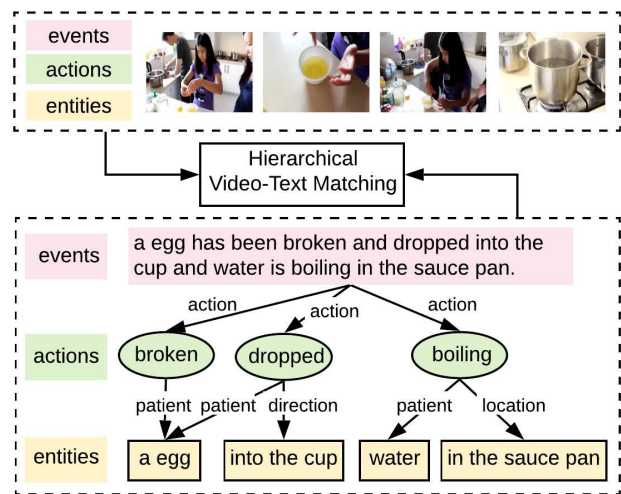 events
actions
entities
Hierarchical
Video-Text Matching
events
a egg has been broken and dropped into the
cup and water is boiling in the sauce pan.
action
action
action
actions
broken
dropped
boiling
patient
patient
direction
patient
location
entities
a egg
into the cup
water
in the sauce pan